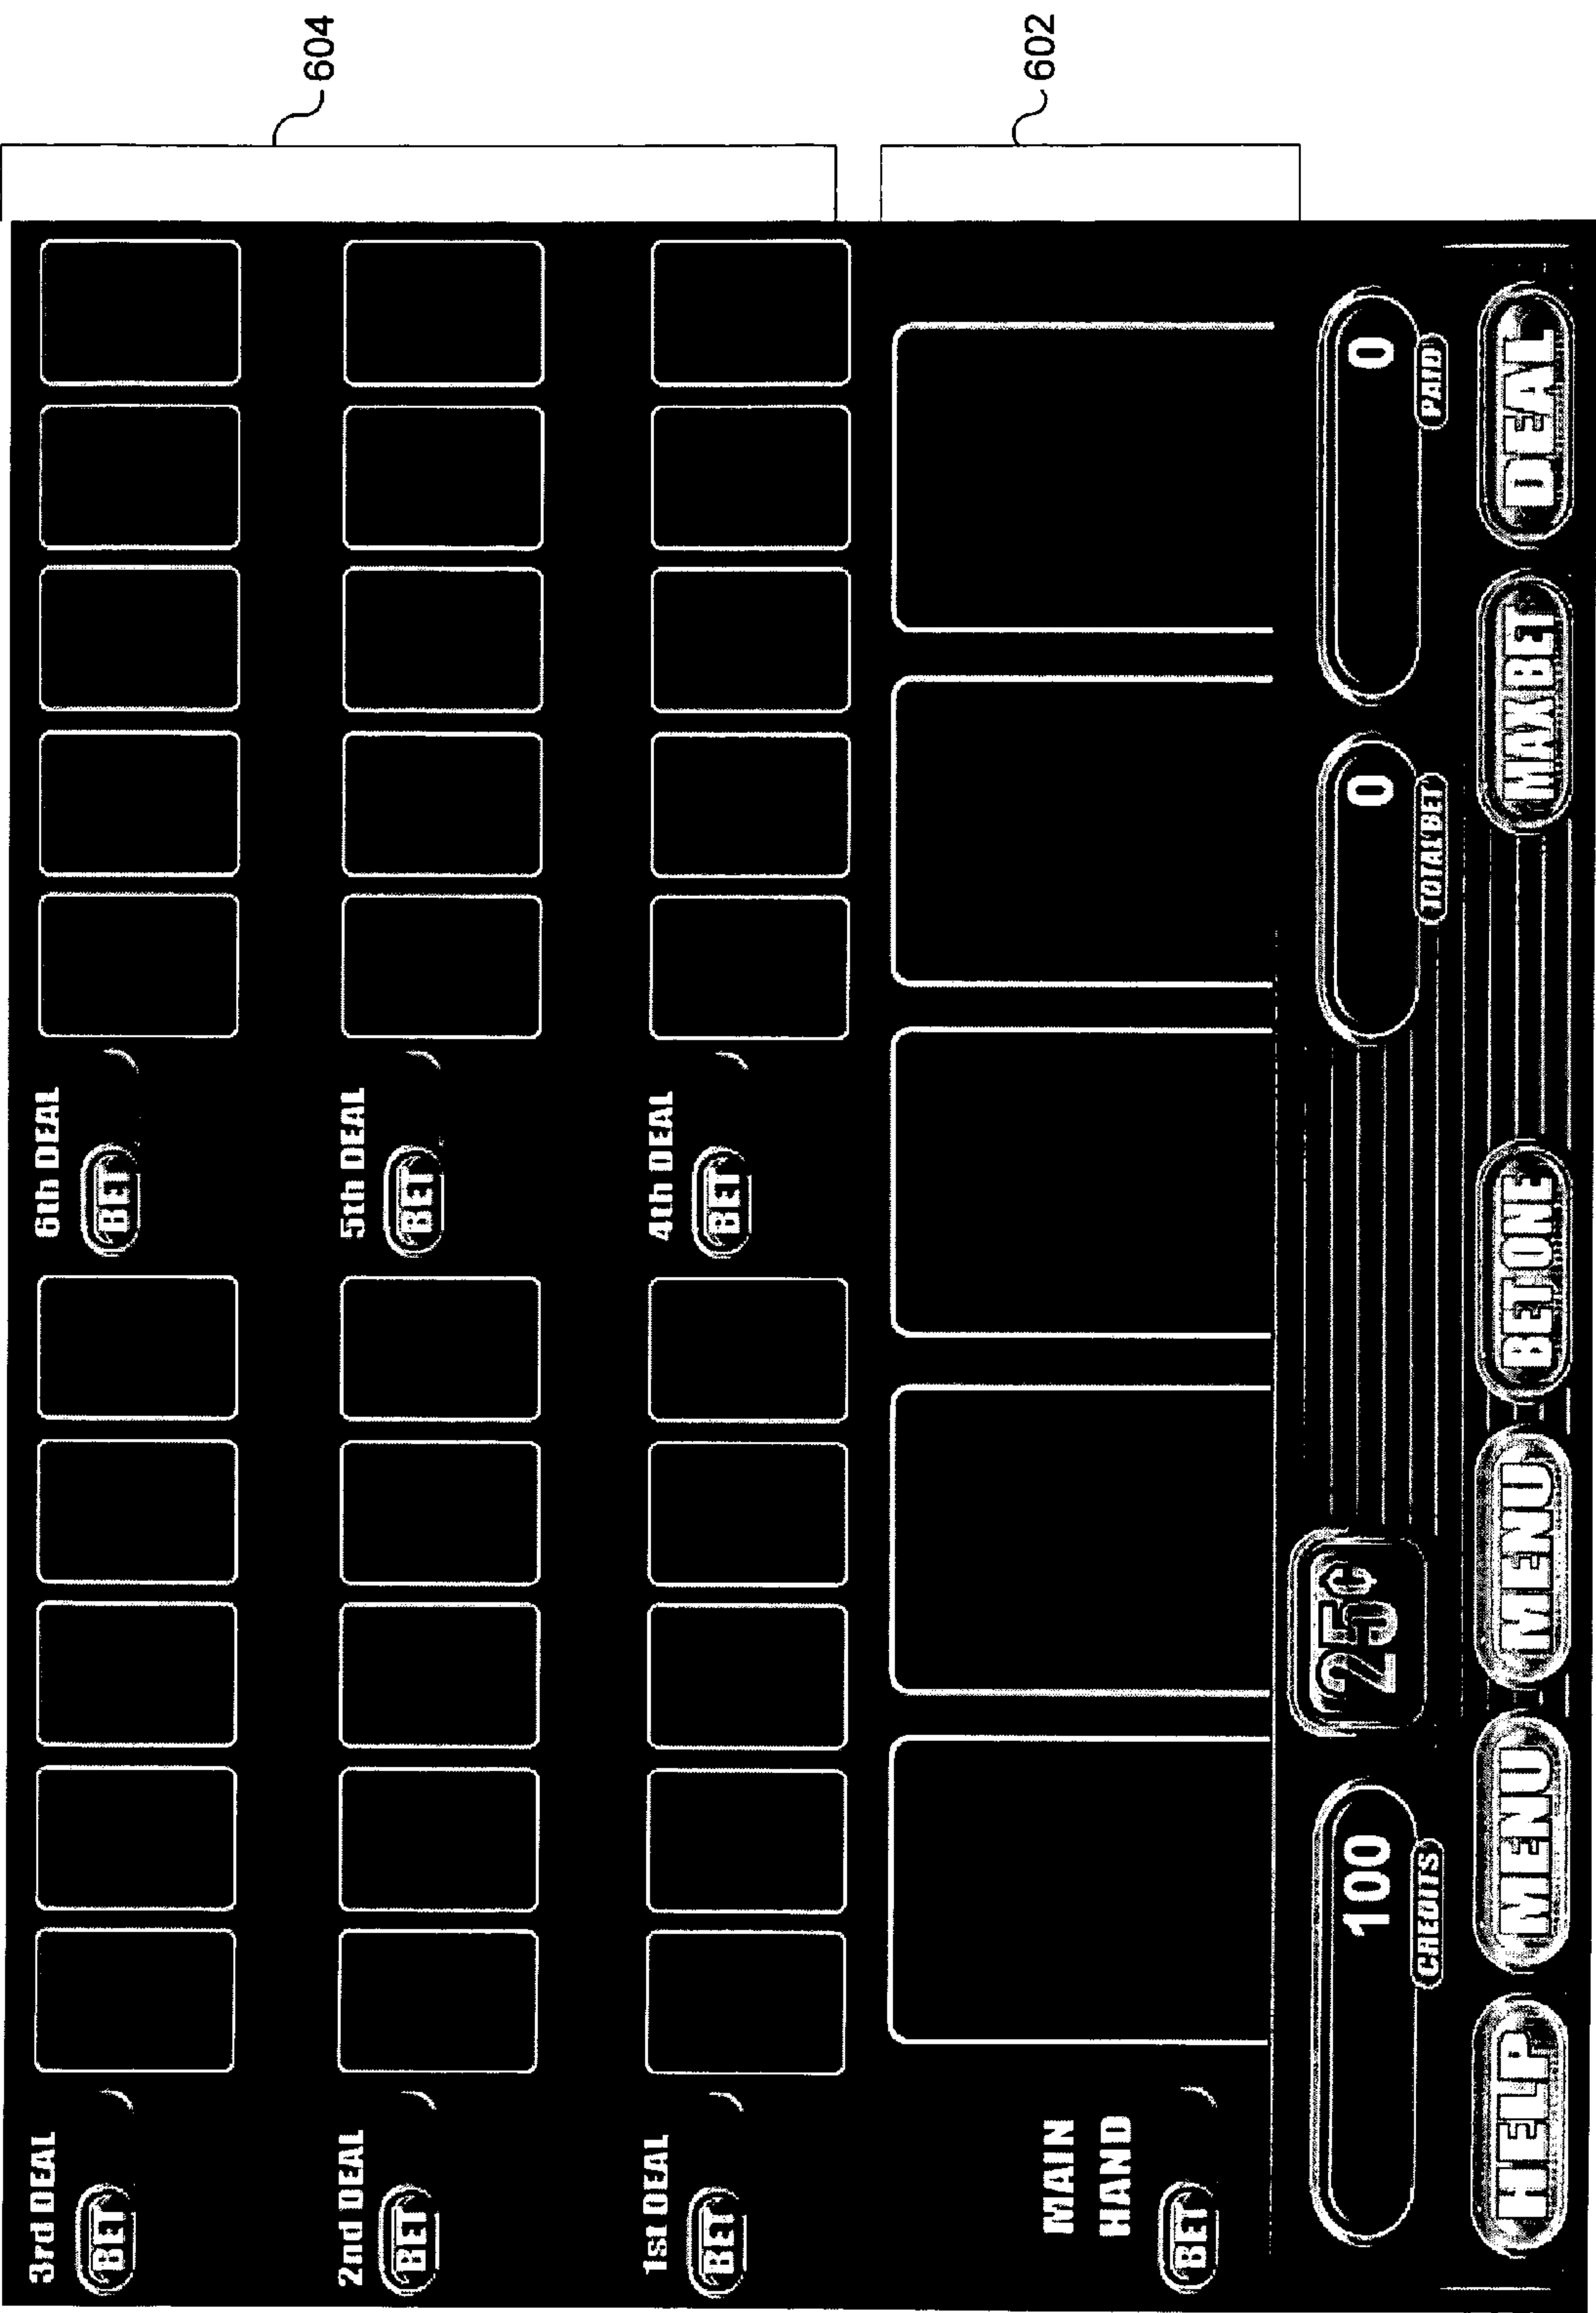 3rd DEAL
BET
6th DEAL
BET
604
2nd DEAL
BET
5th DEAL
BET
1st DEAL
BET
4th DEAL
BET
MAIN
HAND
BET
602
100
CREDITS
25¢
0
TOTAL BET
0
PAID
HELP
MENU
MENU
BET ONE
MAX BET
DEAL